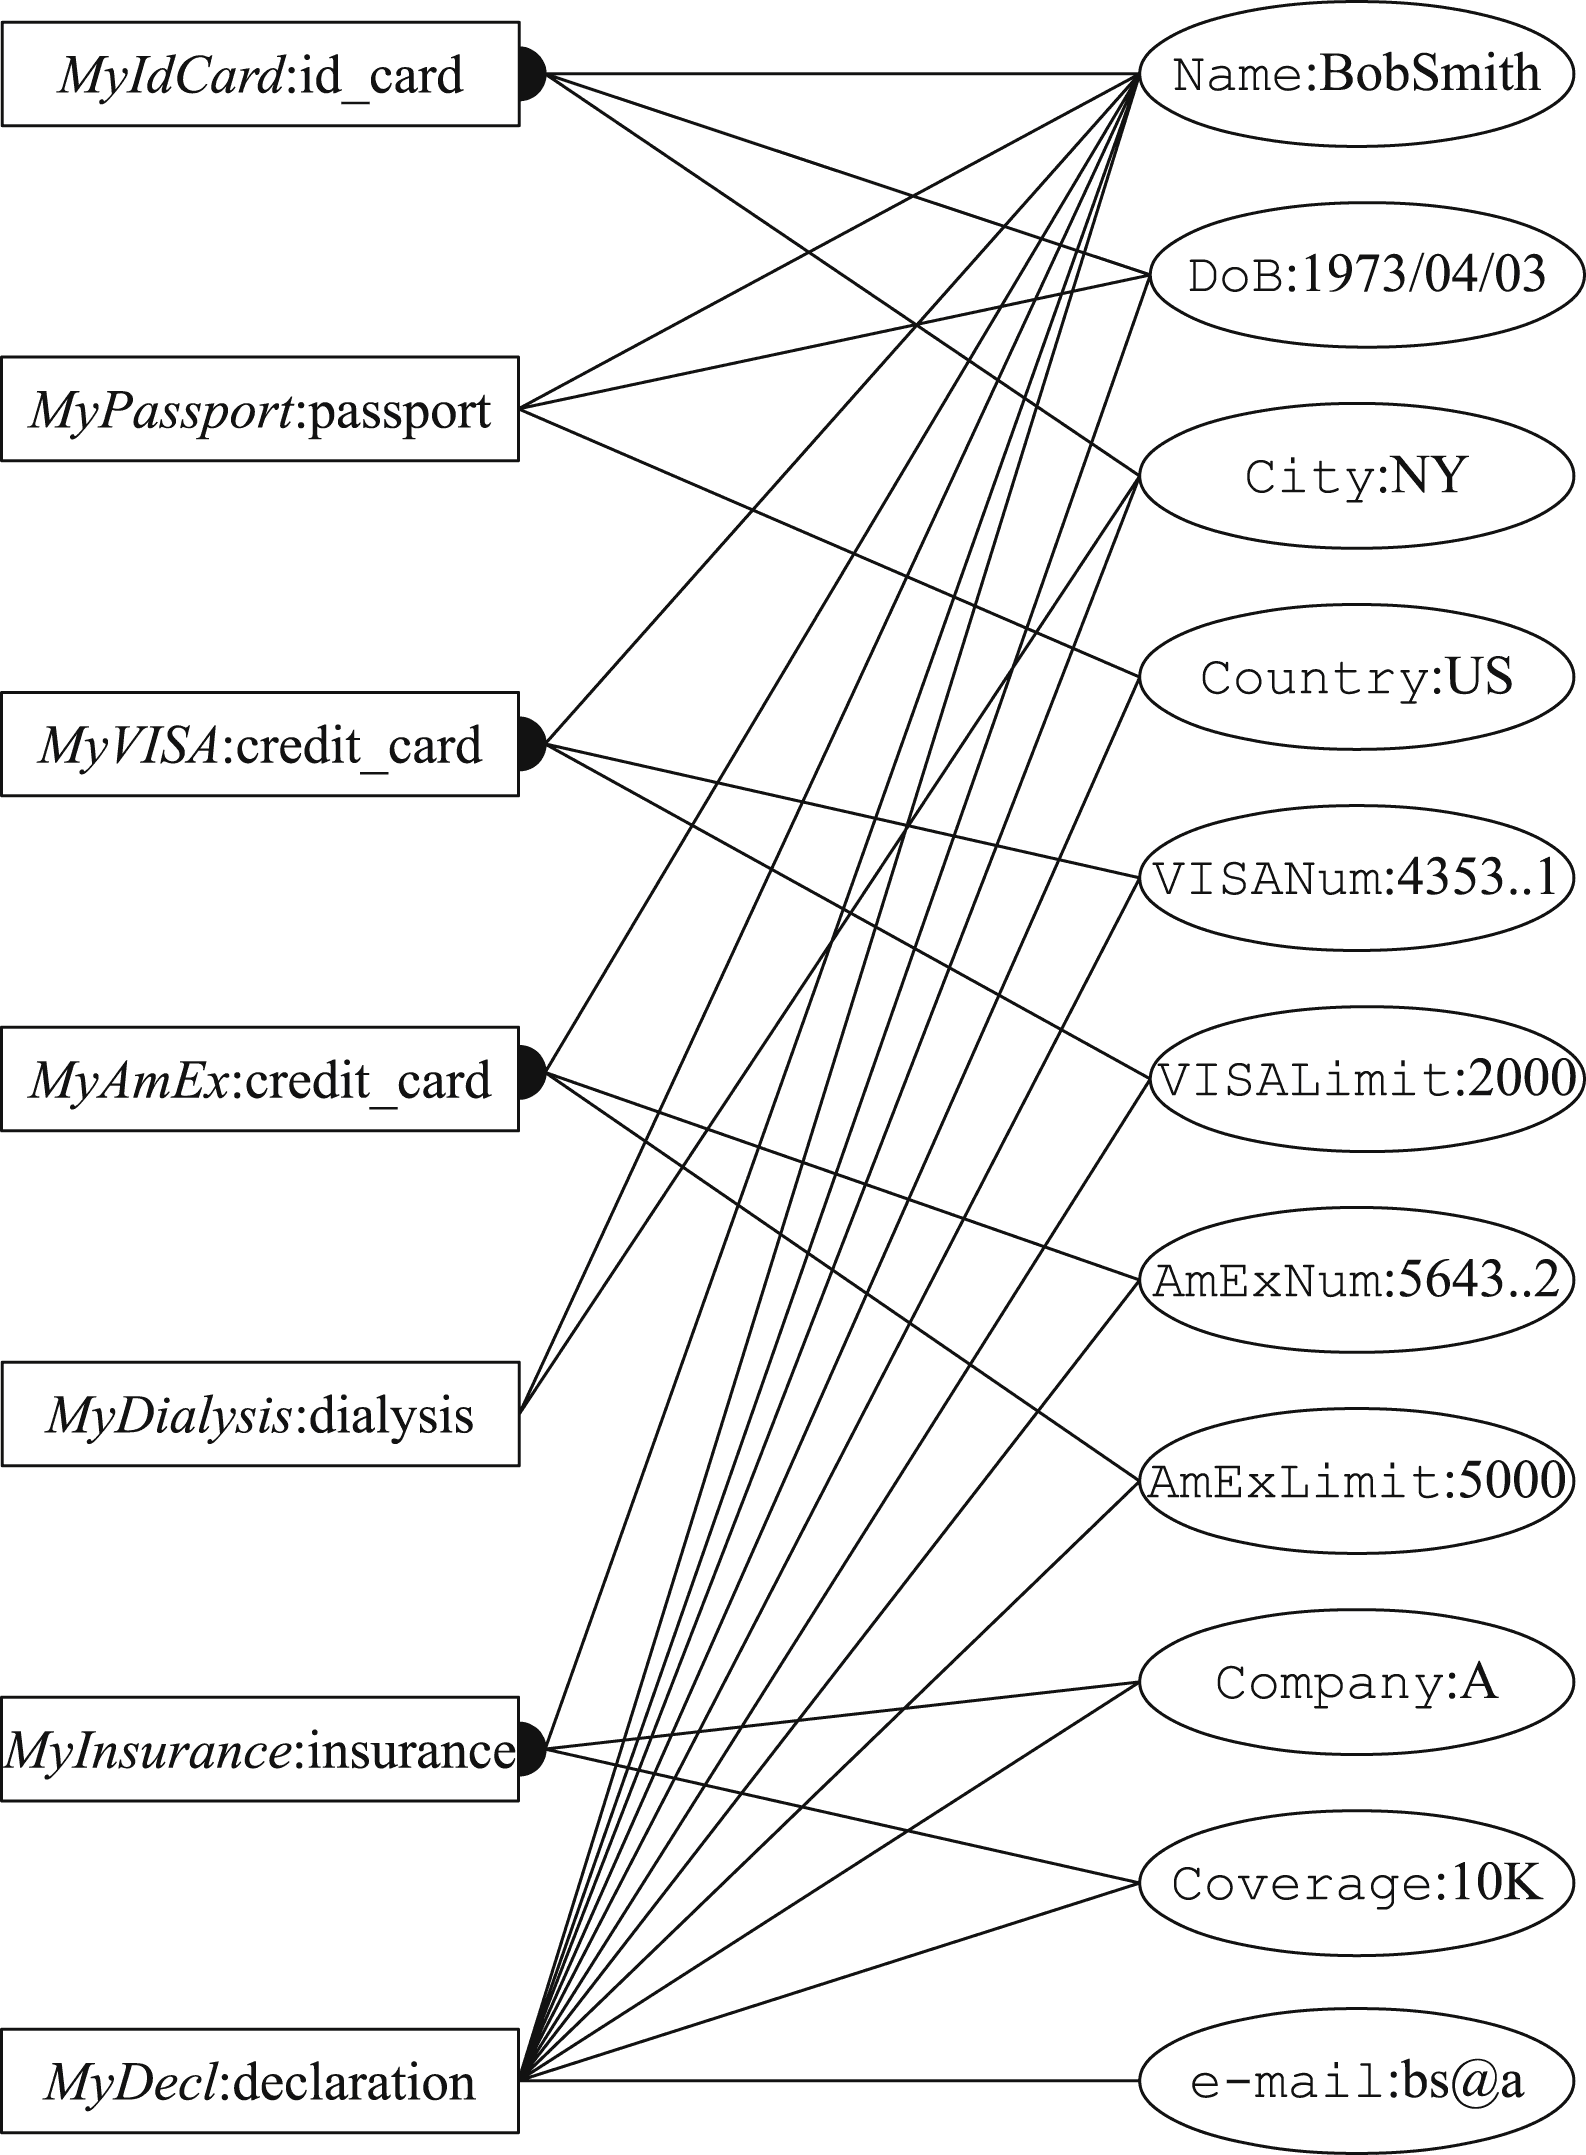 MyIdCard:id_card
Name:BobSmith
DoB:1973/04/03
MyPassport:passport
City:NY
Country:US
MyVISA:credit_card
VISANum:4353..1
MyAmEx:credit_card
VISALimit:2000
AmExNum:5643..2
MyDialysis:dialysis
AmExLimit:5000
Company:A
MyInsurance:insurance
Coverage:10K
MyDecl:declaration
e-mail:bs@a